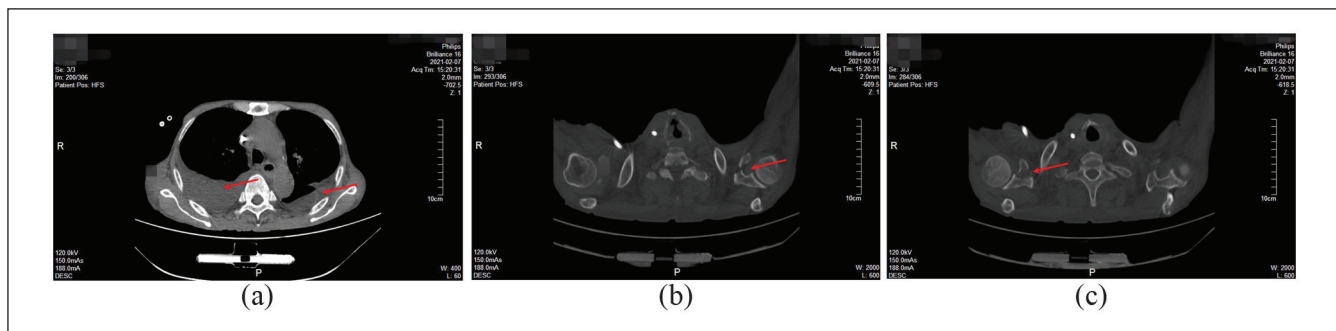 Philips
Brilliance 16
2021-02-07
Acq Tm: 15:20:31
2.0mm
-702.5
Z: 1
Se: 3/3
Im: 200/306
Patient Pos: HFS
R
10cm
120.0kV
150.0mAs
188.0mA
DESC
P
W: 400
L: 60
(a)
Philips
Brilliance 16
2021-02-07
Acq Tm: 15:20:31
2.0mm
-609.5
Z: 1
Se: 3/3
Im: 293/306
Patient Pos: HFS
R
10cm
120.0kV
150.0mAs
188.0mA
DESC
P
W: 2000
L: 600
(b)
Philips
Brilliance 16
2021-02-07
Acq Tm: 15:20:31
2.0mm
-618.5
Z: 1
Se: 3/3
Im: 284/306
Patient Pos: HFS
R
10cm
120.0kV
150.0mAs
188.0mA
DESC
P
W: 2000
L: 600
(c)